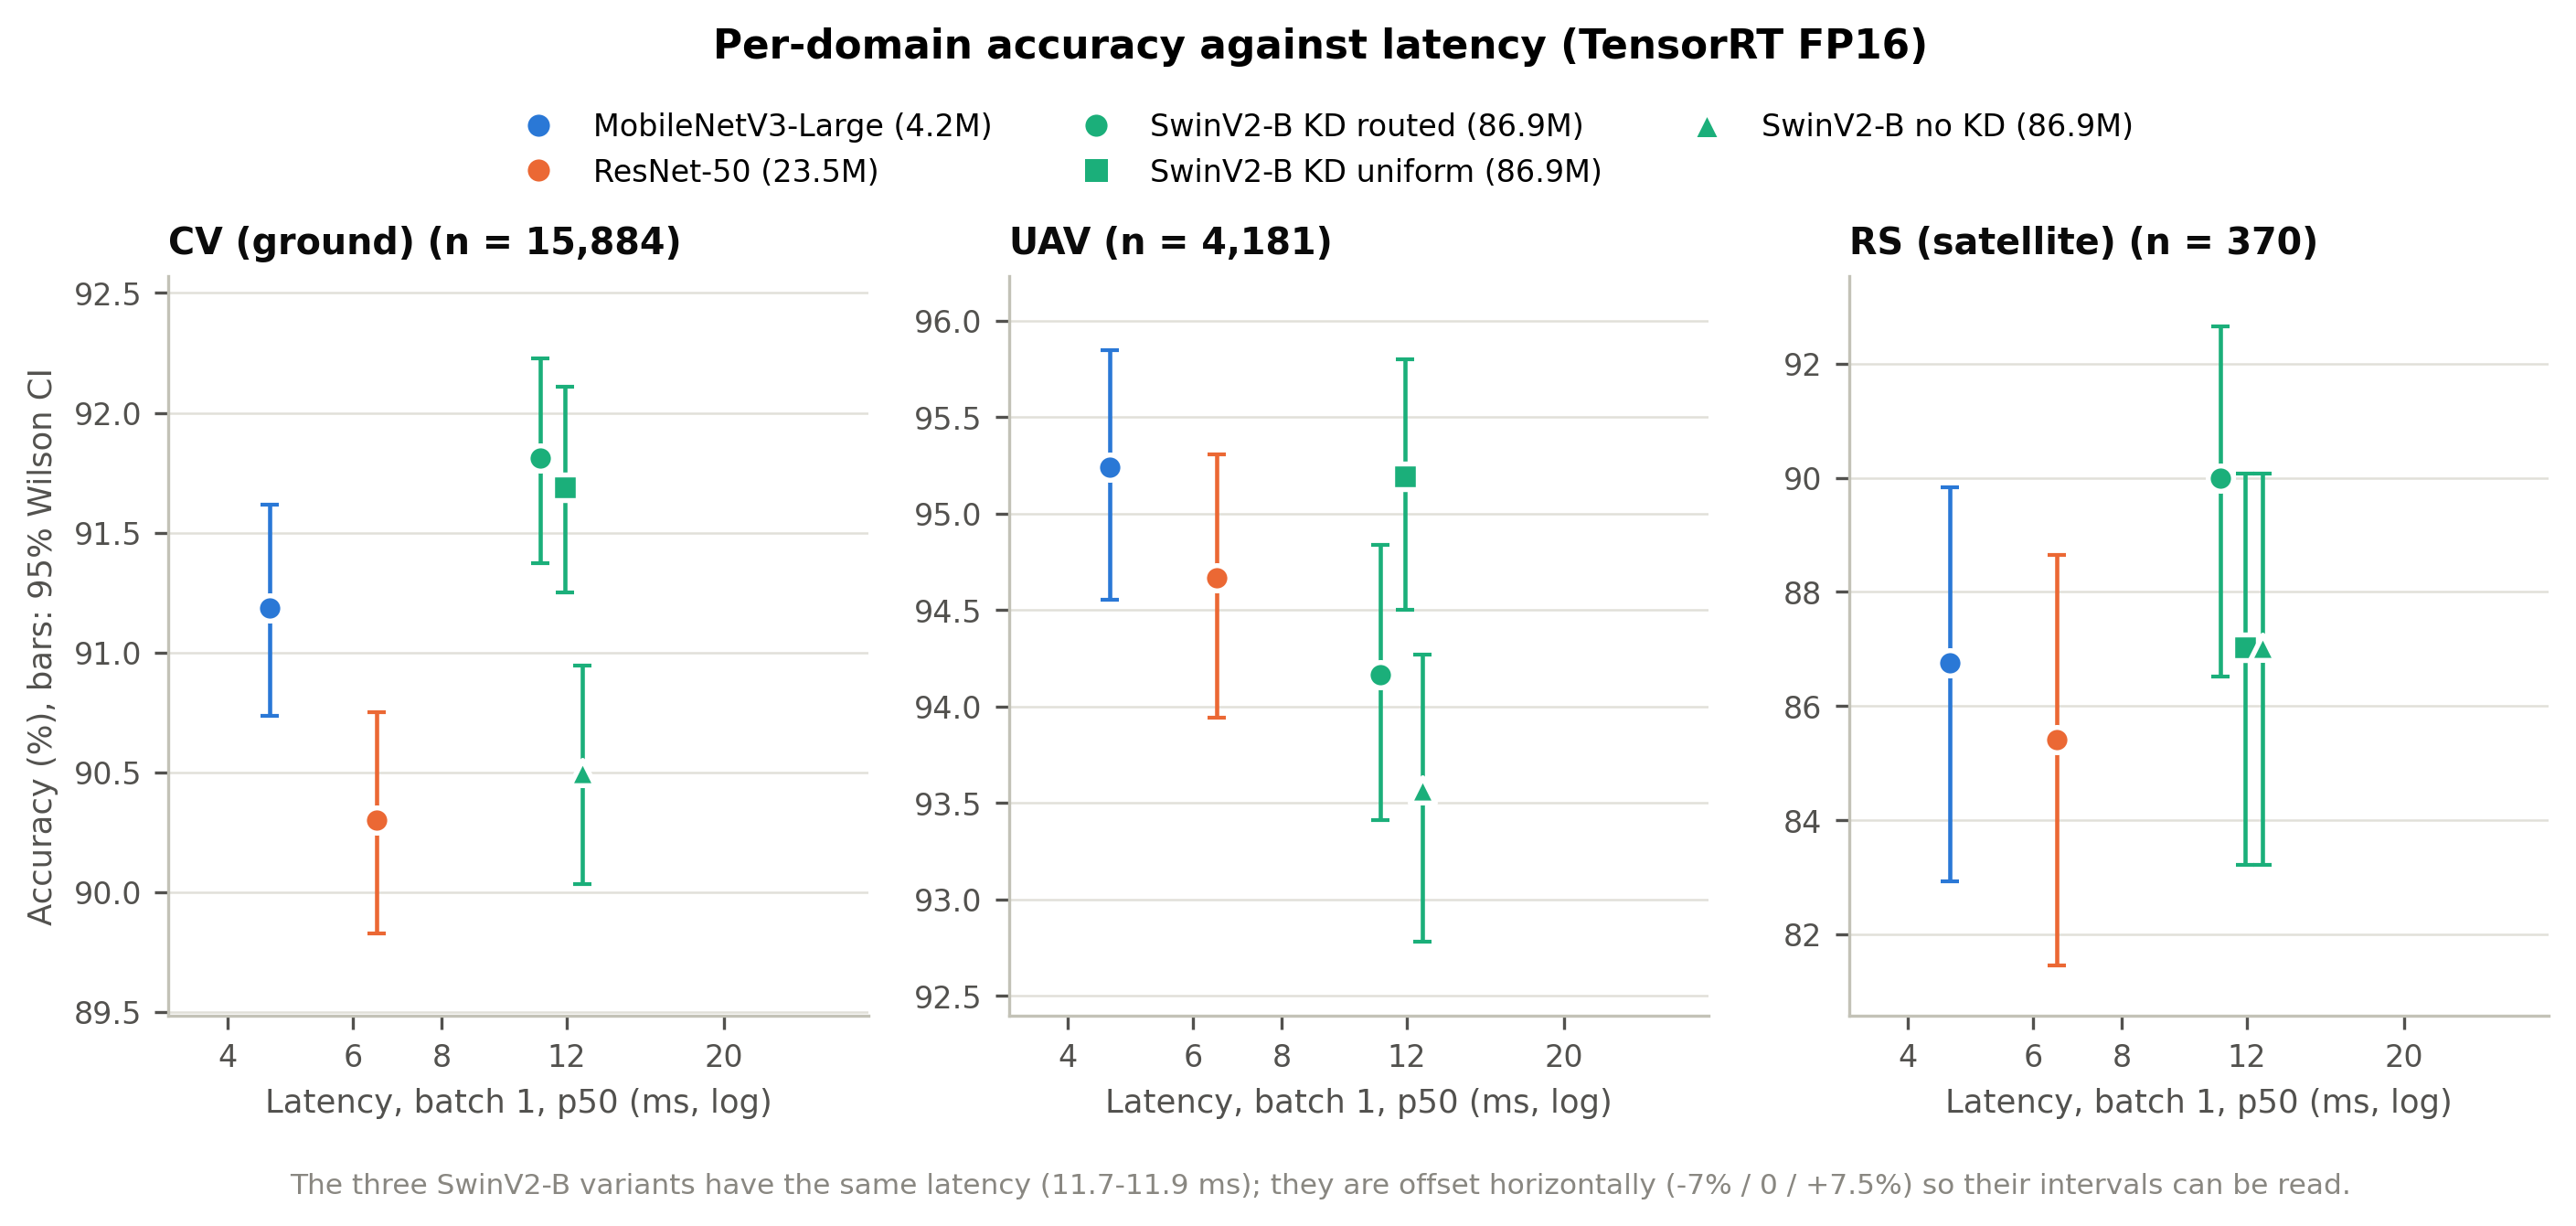 Per-domain accuracy against latency (TensorRT FP16)
MobileNetV3-Large (4.2M)
ResNet-50 (23.5M)
SwinV2-B KD routed (86.9M)
SwinV2-B KD uniform (86.9M)
SwinV2-B no KD (86.9M)
CV (ground) (n = 15,884)
Accuracy (%), bars: 95% Wilson CI
92.5
92.0
91.5
91.0
90.5
90.0
89.5
4 6 8 12 20
Latency, batch 1, p50 (ms, log)
UAV (n = 4,181)
96.0
95.5
95.0
94.5
94.0
93.5
93.0
92.5
4 6 8 12 20
Latency, batch 1, p50 (ms, log)
RS (satellite) (n = 370)
92
90
88
86
84
82
4 6 8 12 20
Latency, batch 1, p50 (ms, log)
The three SwinV2-B variants have the same latency (11.7-11.9 ms); they are offset horizontally (-7% / 0 / +7.5%) so their intervals can be read.